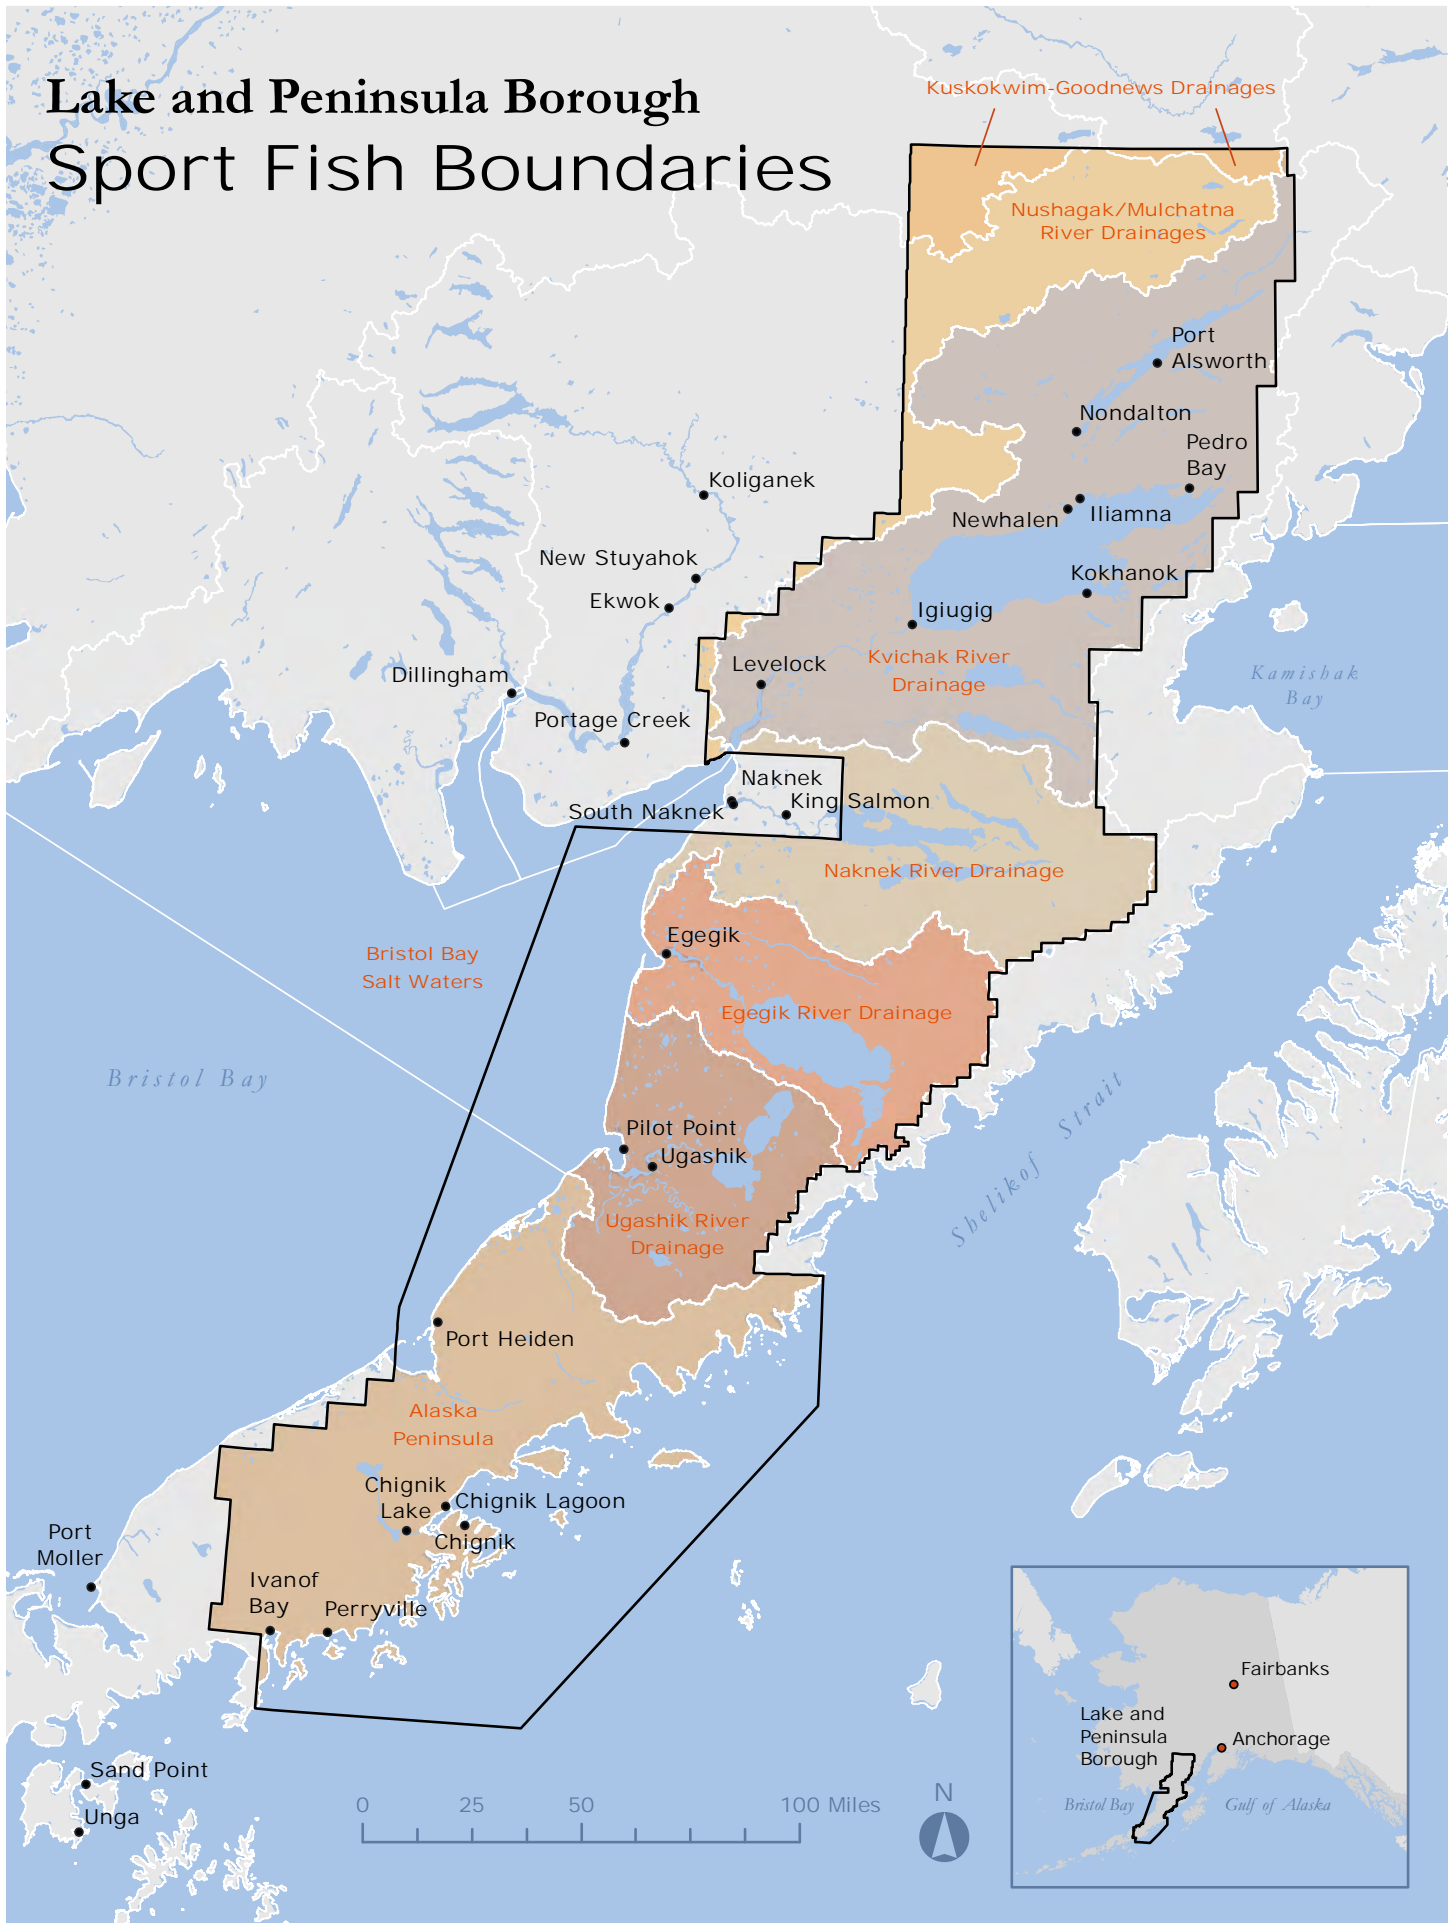 Lake and Peninsula Borough
Sport Fish Boundaries
Kuskokwim-Goodnews Drainages
Nushagak/Mulchatna
River Drainages
Port
Alsworth
Nondalton
Pedro
Bay
Koliganek
Newhalen
Iliamna
New Stuyahok
Kokhanok
Ekwok
Igiugig
Kvichak River
Drainage
Levelock
Dillingham
Kamishak
Bay
Portage Creek
Naknek
King Salmon
South Naknek
Naknek River Drainage
Egegik
Bristol Bay
Salt Waters
Egegik River Drainage
Bristol Bay
Shelikof Strait
Pilot Point
Ugashik
Ugashik River
Drainage
Port Heiden
Alaska
Peninsula
Chignik
Lake
Chignik Lagoon
Chignik
Port
Moller
Ivanof
Bay
Perryville
Sand Point
Unga
0 25 50 100 Miles
N
Fairbanks
Lake and
Peninsula
Borough
Anchorage
Bristol Bay
Gulf of Alaska